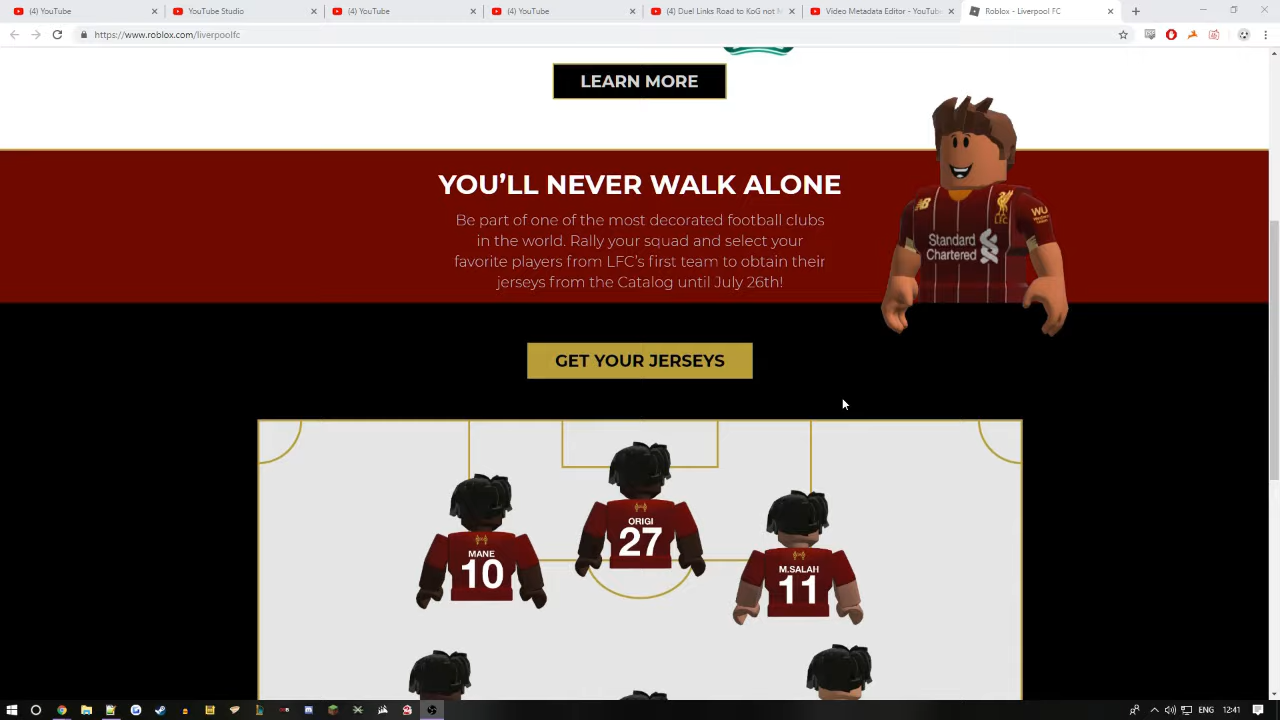 (4) YouTube
YouTube Studio
(4) YouTube
(4) YouTube
(4) Duel Links Road to KoG not M
Video Metadata Editor - YouTub
Roblox - Liverpool FC
https://www.roblox.com/liverpoolfc
LEARN MORE
YOU'LL NEVER WALK ALONE
Be part of one of the most decorated football clubs
in the world. Rally your squad and select your
favorite players from LFC's first team to obtain their
jerseys from the Catalog until July 26th!
WU
LFC
Standard
Chartered
GET YOUR JERSEYS
ORIGI
27
MANE
10
M.SALAH
11
ENG
12:41